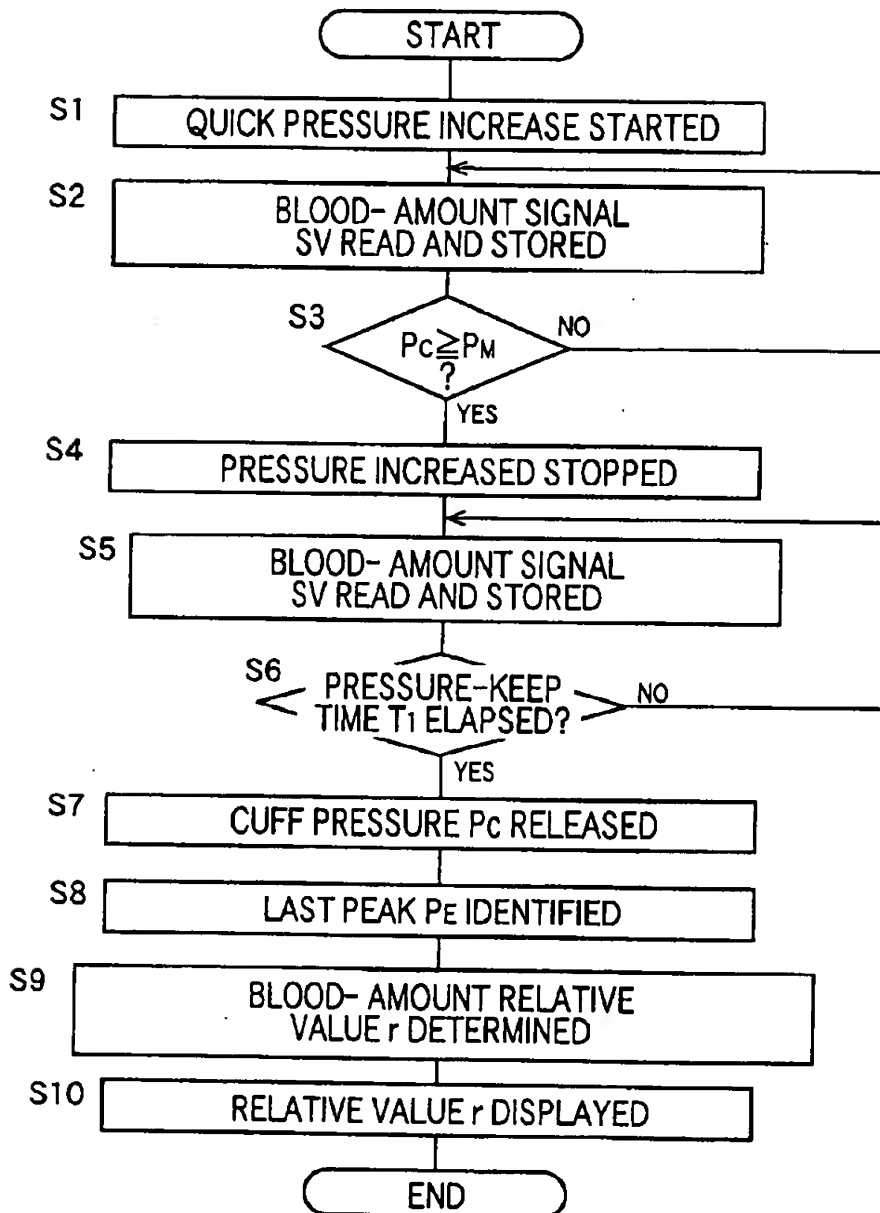 START
S1
QUICK PRESSURE INCREASE STARTED
S2
BLOOD- AMOUNT SIGNAL
SV READ AND STORED
S3
Pc≧PM
?
NO
YES
S4
PRESSURE INCREASED STOPPED
S5
BLOOD- AMOUNT SIGNAL
SV READ AND STORED
S6
PRESSURE-KEEP
TIME T1 ELAPSED?
NO
YES
S7
CUFF PRESSURE Pc RELEASED
S8
LAST PEAK PE IDENTIFIED
S9
BLOOD- AMOUNT RELATIVE
VALUE r DETERMINED
S10
RELATIVE VALUE r DISPLAYED
END